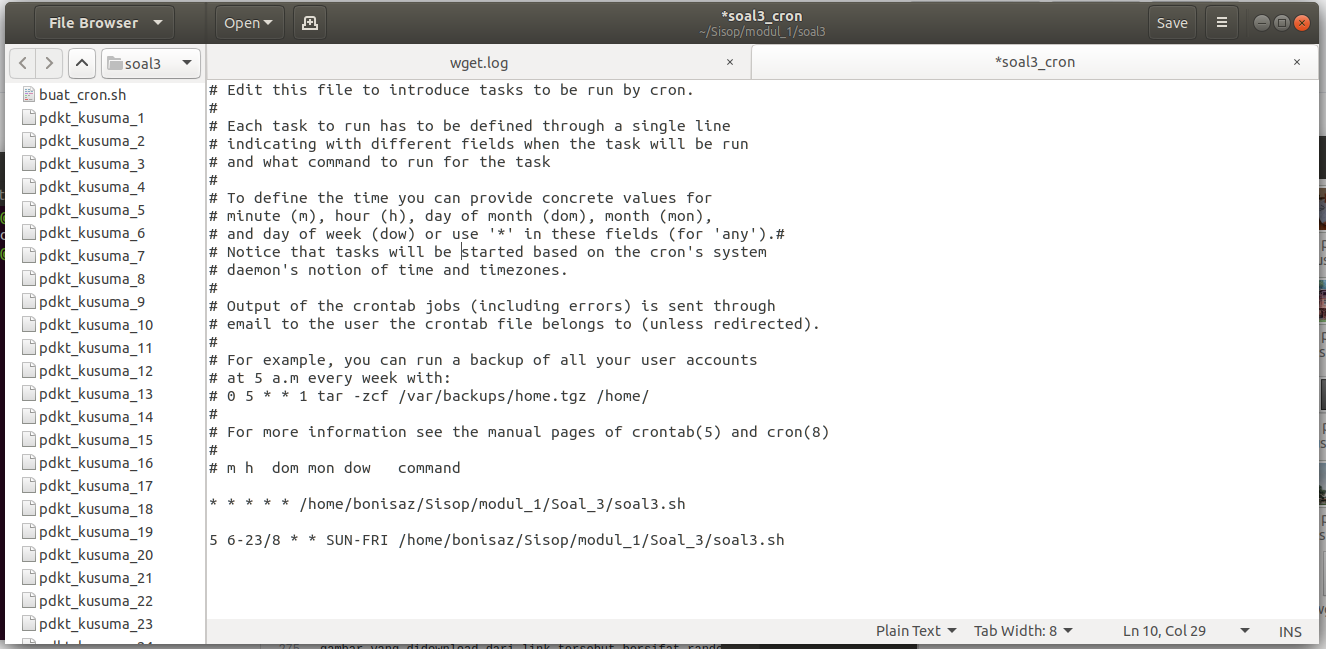 File Browser
Open
*soal3_cron
~/Sisop/modul_1/soal3
Save
soal3
wget.log
*soal3_cron
buat_cron.sh
pdkt_kusuma_1
pdkt_kusuma_2
pdkt_kusuma_3
pdkt_kusuma_4
pdkt_kusuma_5
pdkt_kusuma_6
pdkt_kusuma_7
pdkt_kusuma_8
pdkt_kusuma_9
pdkt_kusuma_10
pdkt_kusuma_11
pdkt_kusuma_12
pdkt_kusuma_13
pdkt_kusuma_14
pdkt_kusuma_15
pdkt_kusuma_16
pdkt_kusuma_17
pdkt_kusuma_18
pdkt_kusuma_19
pdkt_kusuma_20
pdkt_kusuma_21
pdkt_kusuma_22
pdkt_kusuma_23
# Edit this file to introduce tasks to be run by cron.
#
# Each task to run has to be defined through a single line
# indicating with different fields when the task will be run
# and what command to run for the task
#
# To define the time you can provide concrete values for
# minute (m), hour (h), day of month (dom), month (mon),
# and day of week (dow) or use '*' in these fields (for 'any').#
# Notice that tasks will be started based on the cron's system
# daemon's notion of time and timezones.
#
# Output of the crontab jobs (including errors) is sent through
# email to the user the crontab file belongs to (unless redirected).
#
# For example, you can run a backup of all your user accounts
# at 5 a.m every week with:
# 0 5 * * 1 tar -zcf /var/backups/home.tgz /home/
#
# For more information see the manual pages of crontab(5) and cron(8)
#
# m h  dom mon dow   command
* * * * * /home/bonisaz/Sisop/modul_1/Soal_3/soal3.sh
5 6-23/8 * * SUN-FRI /home/bonisaz/Sisop/modul_1/Soal_3/soal3.sh
Plain Text
Tab Width: 8
Ln 10, Col 29
INS